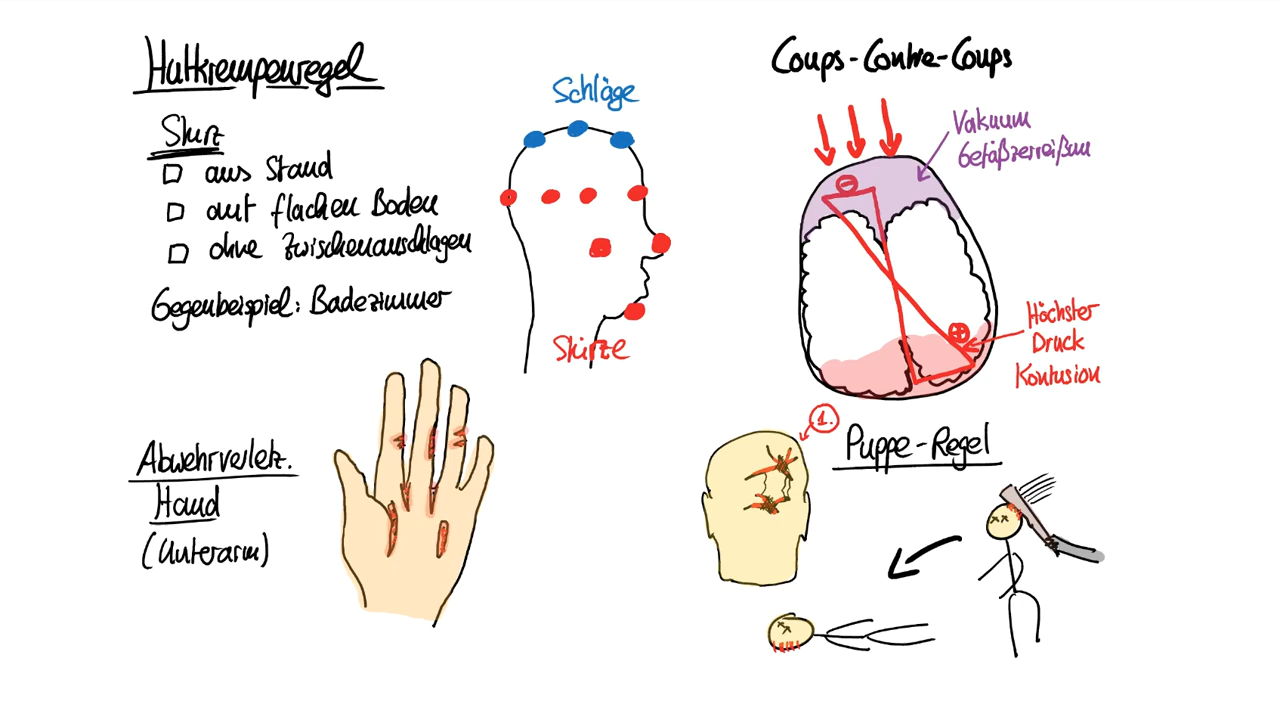 Hutkrempenregel
Sturz
aus Stand
auf flachen Boden
ohne Zwischenaufschlagen
Gegenbeispiel: Badezimmer
Schläge
Stürze
Coups-Contre-Coups
Vakuum
Gefäßzerreißun
Höchster
Druck
Kontusion
Abwehrverletz.
Hand
(Unterarm)
1.
Puppe-Regel